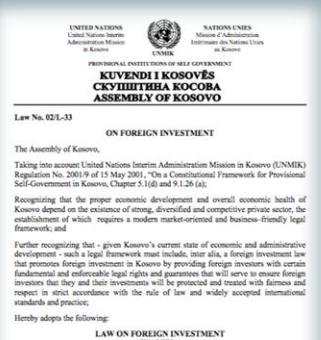 UNITED NATIONS
United Nations Interim
Administration Mission
in Kosovo
UNMIK
NATIONS UNIES
Mission d'Administration
Intérimaire des Nations Unies
au Kosovo
PROVISIONAL INSTITUTIONS OF SELF GOVERNMENT
KUVENDI I KOSOVËS
СКУПШТИНА КОСОВА
ASSEMBLY OF KOSOVO
Law No. 02/L-33
ON FOREIGN INVESTMENT
The Assembly of Kosovo,
Taking into account United Nations Interim Administration Mission in Kosovo (UNMIK)
Regulation No. 2001/9 of 15 May 2001, "On a Constitutional Framework for Provisional
Self-Government in Kosovo, Chapter 5.1(d) and 9.1.26 (a);
Recognizing that the proper economic development and overall economic health of
Kosovo depend on the existence of strong, diversified and competitive private sector, the
establishment of which requires a modern market-oriented and business–friendly legal
framework; and
Further recognizing that - given Kosovo's current state of economic and administrative
development - such a legal framework must include, inter alia, a foreign investment law
that promotes foreign investment in Kosovo by providing foreign investors with certain
fundamental and enforceable legal rights and guarantees that will serve to ensure foreign
investors that they and their investments will be protected and treated with fairness and
respect in strict accordance with the rule of law and widely accepted international
standards and practice;
Hereby adopts the following:
LAW ON FOREIGN INVESTMENT